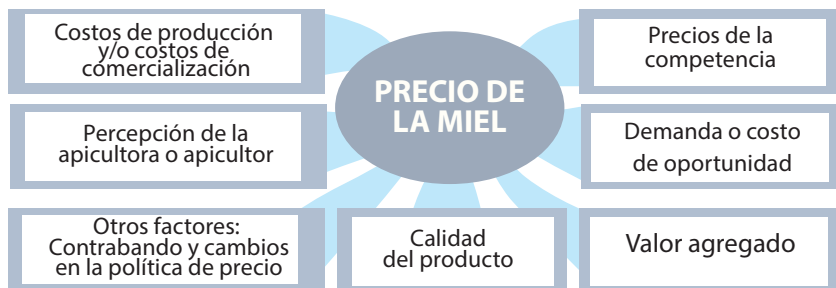 Costos de producción
y/o costos de
comercialización
PRECIO DE
LA MIEL
Precios de la
competencia
Percepción de la
apicultora o apicultor
Demanda o costo
de oportunidad
Otros factores:
Contrabando y cambios
en la política de precio
Calidad
del producto
Valor agregado